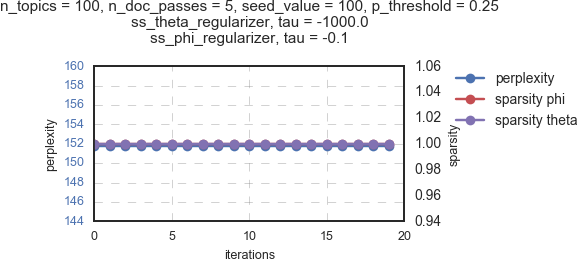 n_topics = 100, n_doc_passes = 5, seed_value = 100, p_threshold = 0.25
ss_theta_regularizer, tau = -1000.0
ss_phi_regularizer, tau = -0.1
160
158
156
154
152
150
148
146
144
perplexity
1.06
1.04
1.02
1.00
0.98
0.96
0.94
sparsity
perplexity
sparsity phi
sparsity theta
0
5
10
15
20
iterations